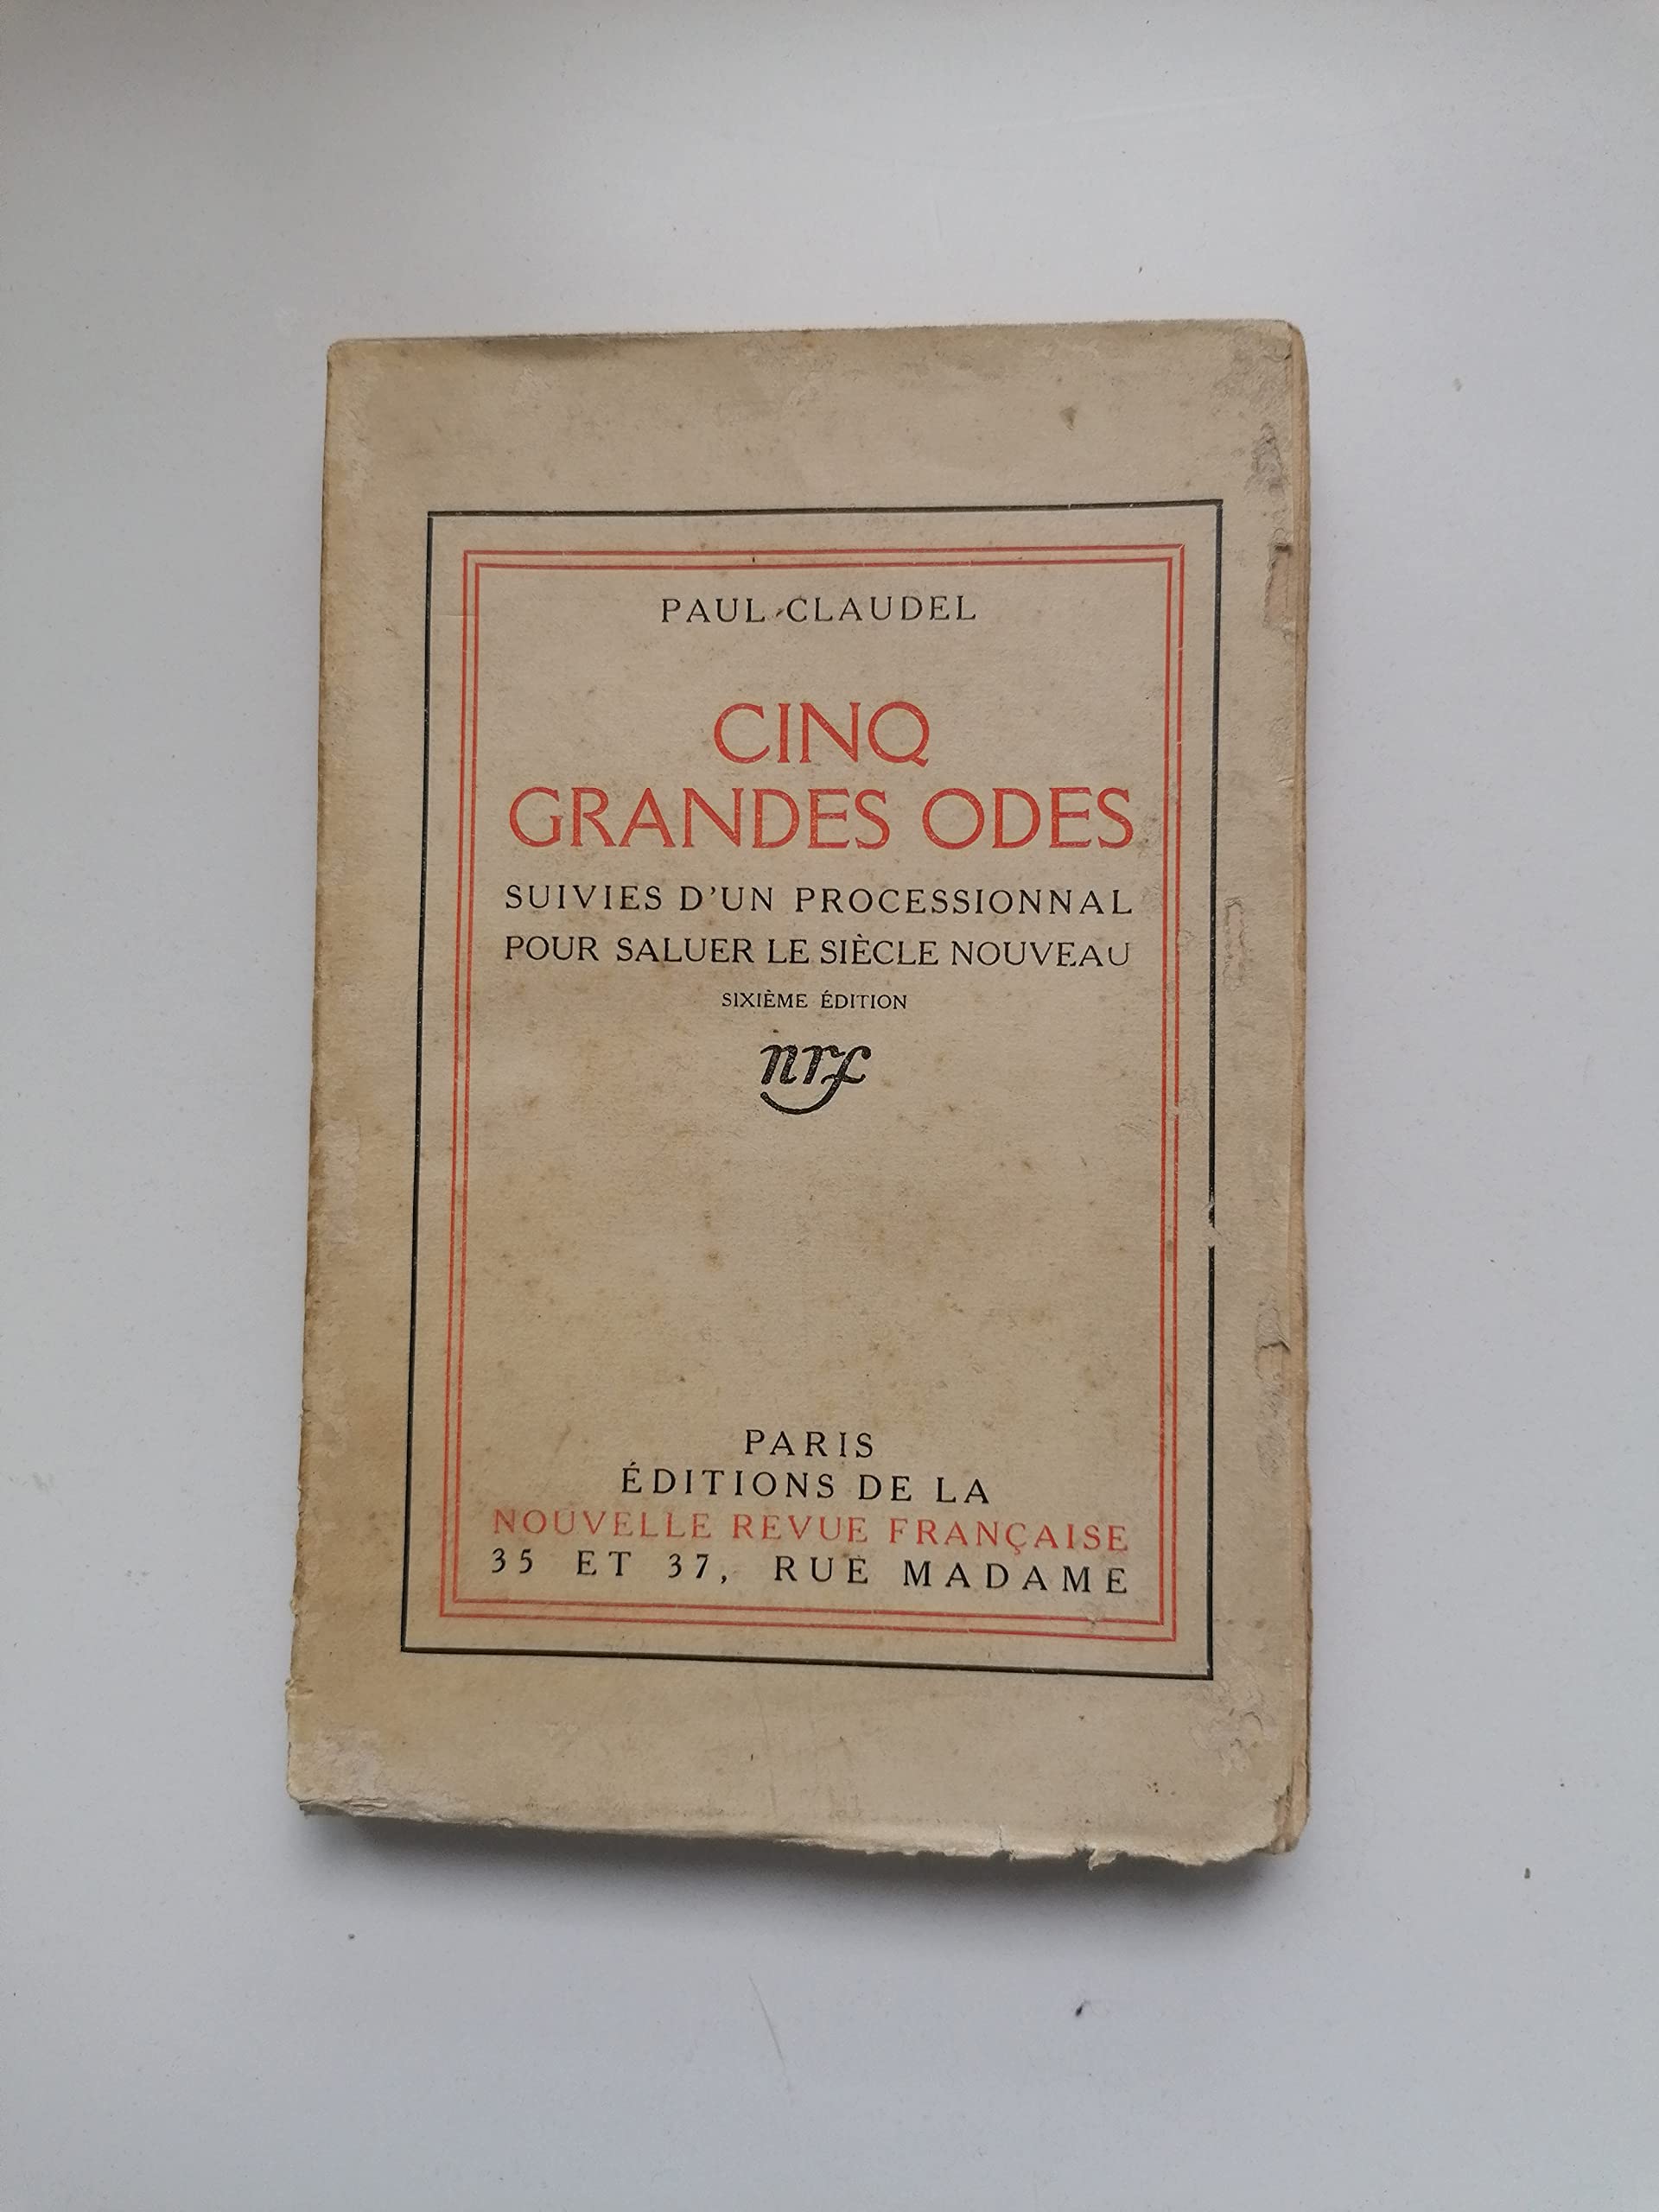 PAUL CLAUDEL
CINQ
GRANDES ODES
SUIVIES D'UN PROCESSIONNAL
POUR SALUER LE SIÈCLE NOUVEAU
SIXIÈME ÉDITION
nrf
PARIS
ÉDITIONS DE LA
NOUVELLE REVUE FRANÇAISE
35 ET 37, RUE MADAME